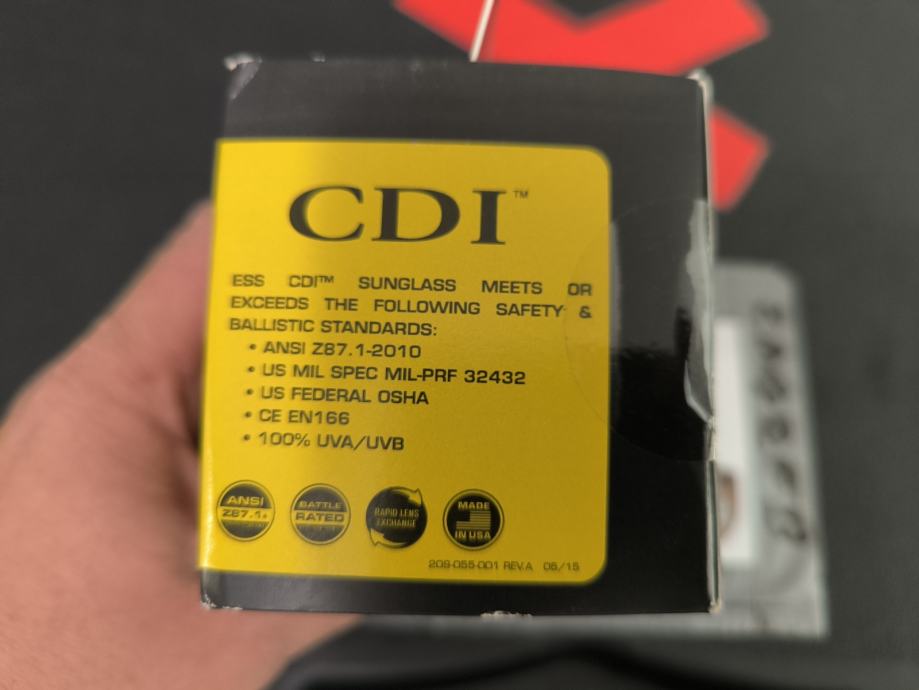 CDI™
ESS CDI™ SUNGLASS MEETS OR
EXCEEDS THE FOLLOWING SAFETY &
BALLISTIC STANDARDS:
• ANSI Z87.1-2010
• US MIL SPEC MIL-PRF 32432
• US FEDERAL OSHA
• CE EN166
• 100% UVA/UVB
ANSI
Z87.1+
BATTLE
RATED
RAPID LENS
EXCHANGE
MADE
IN USA
209-055-001 REV.A 06/15